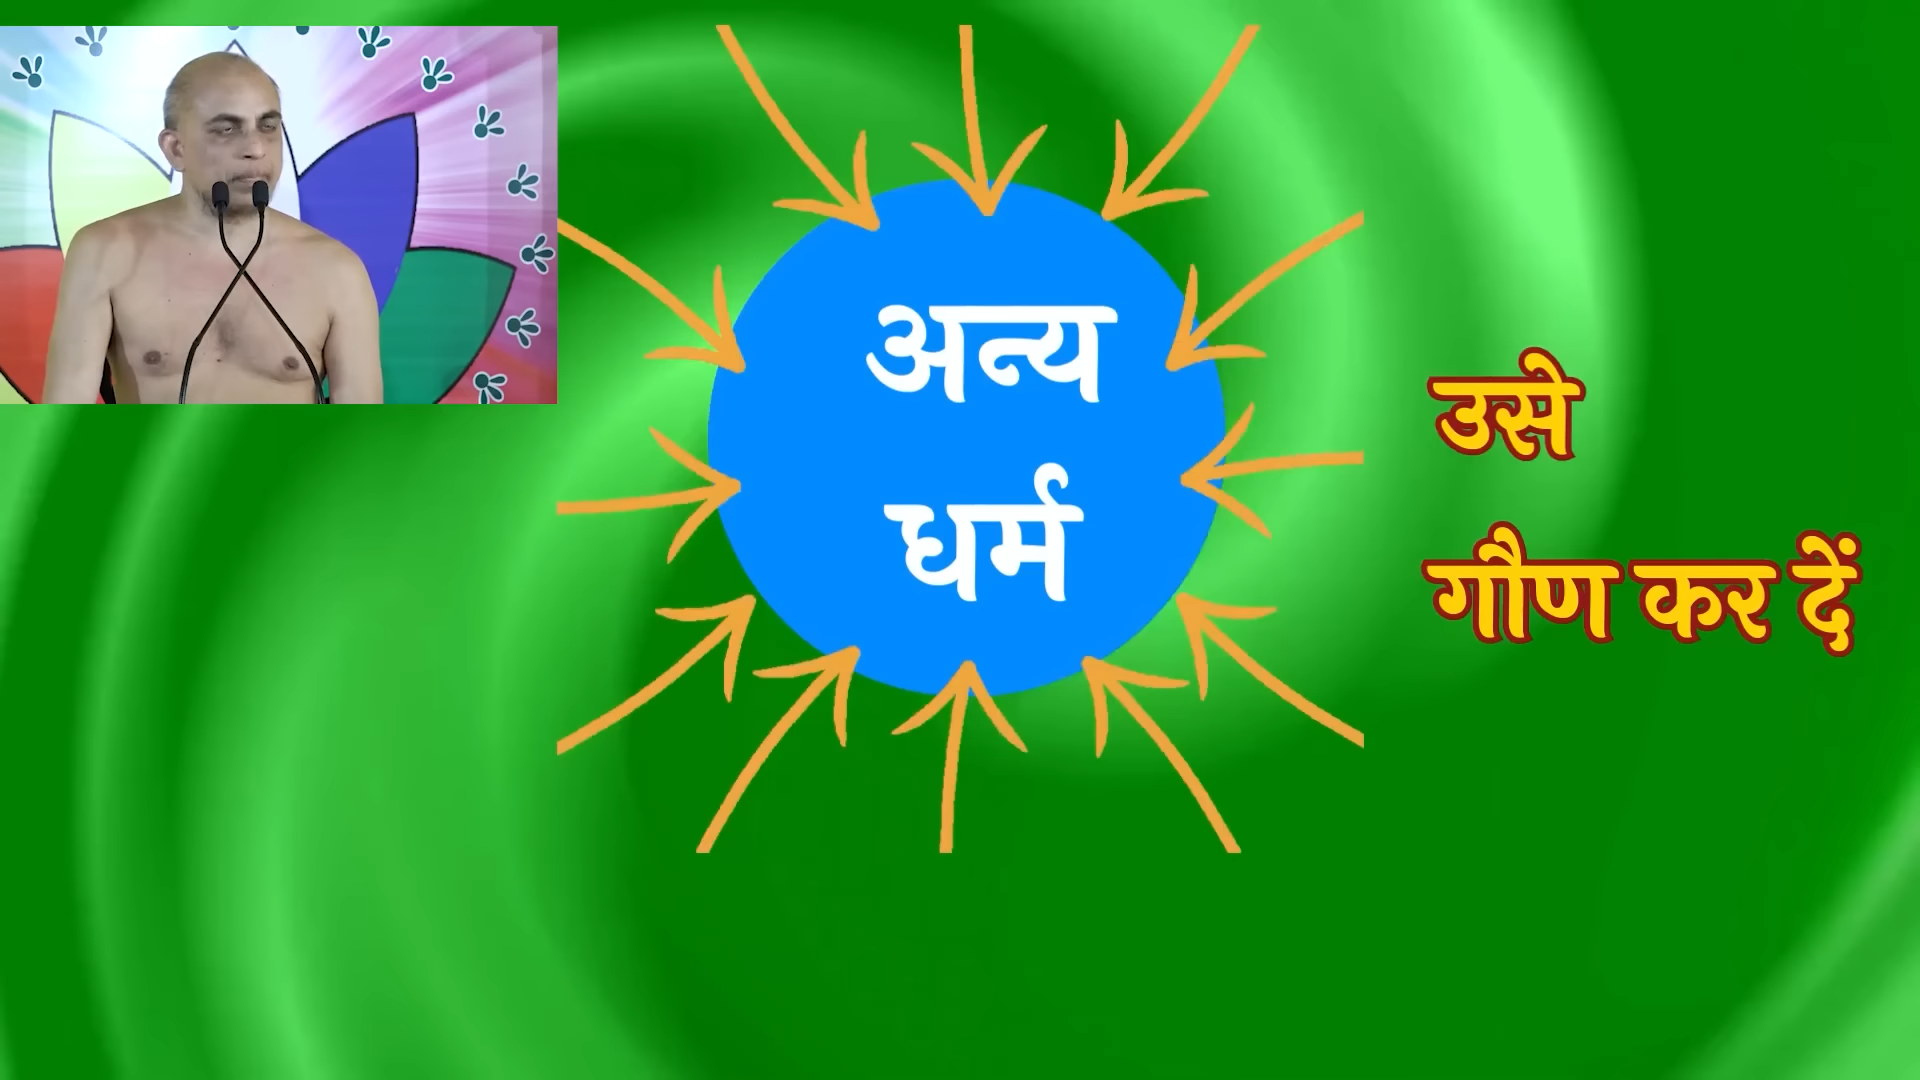 अन्य
धर्म
उसे
गौण कर दें